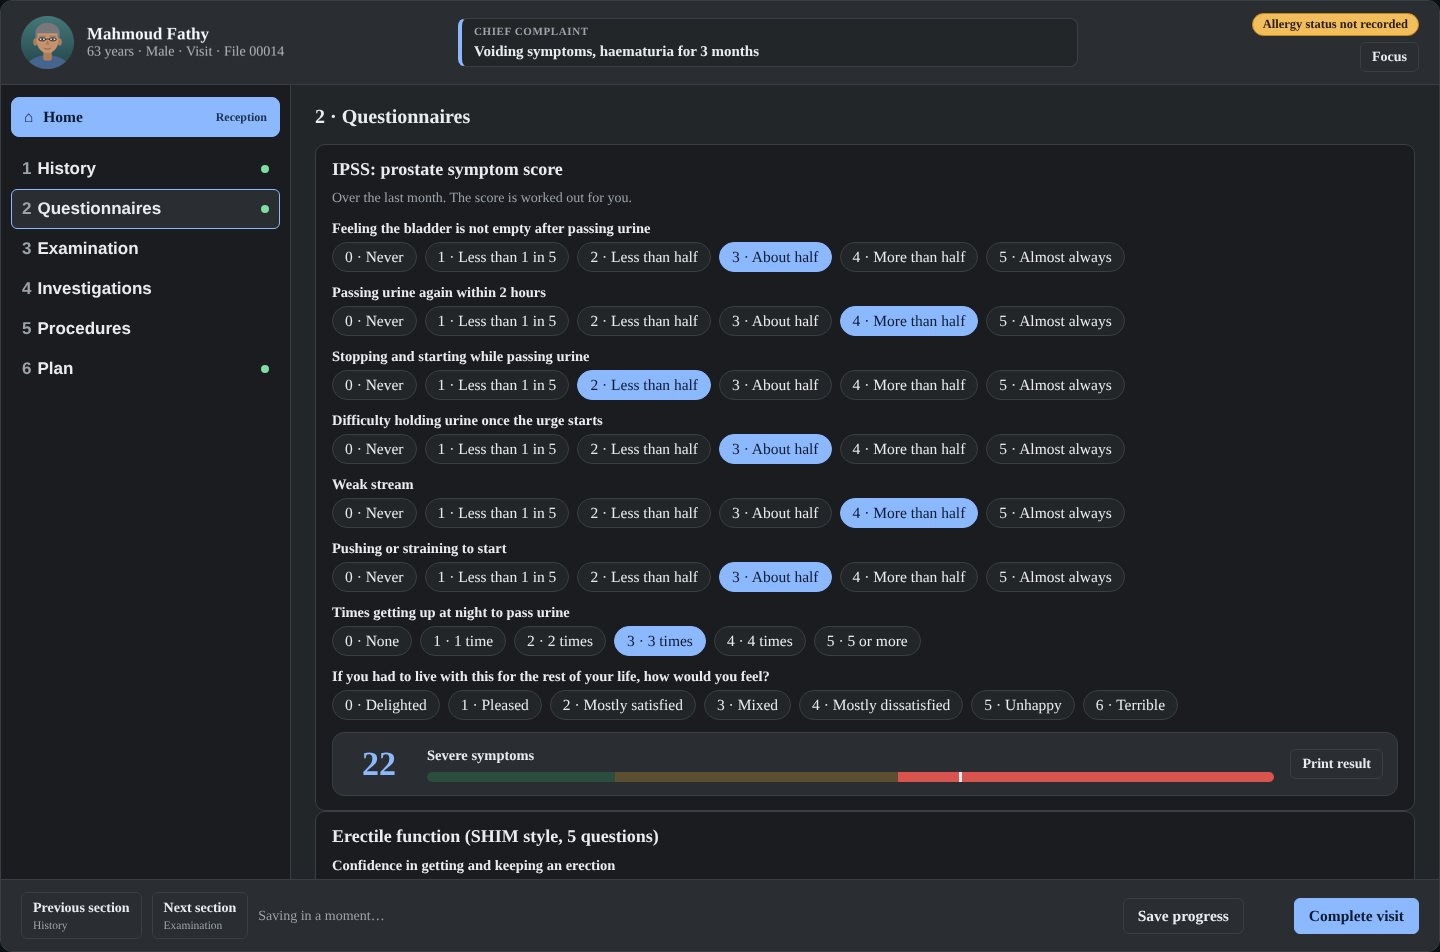 Mahmoud Fathy
63 years · Male · Visit · File 00014
CHIEF COMPLAINT
Voiding symptoms, haematuria for 3 months
Allergy status not recorded
Focus
Home Reception
1 History
2 Questionnaires
3 Examination
4 Investigations
5 Procedures
6 Plan
2 · Questionnaires
IPSS: prostate symptom score
Over the last month. The score is worked out for you.
Feeling the bladder is not empty after passing urine
0 · Never 1 · Less than 1 in 5 2 · Less than half 3 · About half 4 · More than half 5 · Almost always
Passing urine again within 2 hours
0 · Never 1 · Less than 1 in 5 2 · Less than half 3 · About half 4 · More than half 5 · Almost always
Stopping and starting while passing urine
0 · Never 1 · Less than 1 in 5 2 · Less than half 3 · About half 4 · More than half 5 · Almost always
Difficulty holding urine once the urge starts
0 · Never 1 · Less than 1 in 5 2 · Less than half 3 · About half 4 · More than half 5 · Almost always
Weak stream
0 · Never 1 · Less than 1 in 5 2 · Less than half 3 · About half 4 · More than half 5 · Almost always
Pushing or straining to start
0 · Never 1 · Less than 1 in 5 2 · Less than half 3 · About half 4 · More than half 5 · Almost always
Times getting up at night to pass urine
0 · None 1 · 1 time 2 · 2 times 3 · 3 times 4 · 4 times 5 · 5 or more
If you had to live with this for the rest of your life, how would you feel?
0 · Delighted 1 · Pleased 2 · Mostly satisfied 3 · Mixed 4 · Mostly dissatisfied 5 · Unhappy 6 · Terrible
22
Severe symptoms
Print result
Erectile function (SHIM style, 5 questions)
Confidence in getting and keeping an erection
Previous section
History
Next section
Examination
Saving in a moment…
Save progress
Complete visit